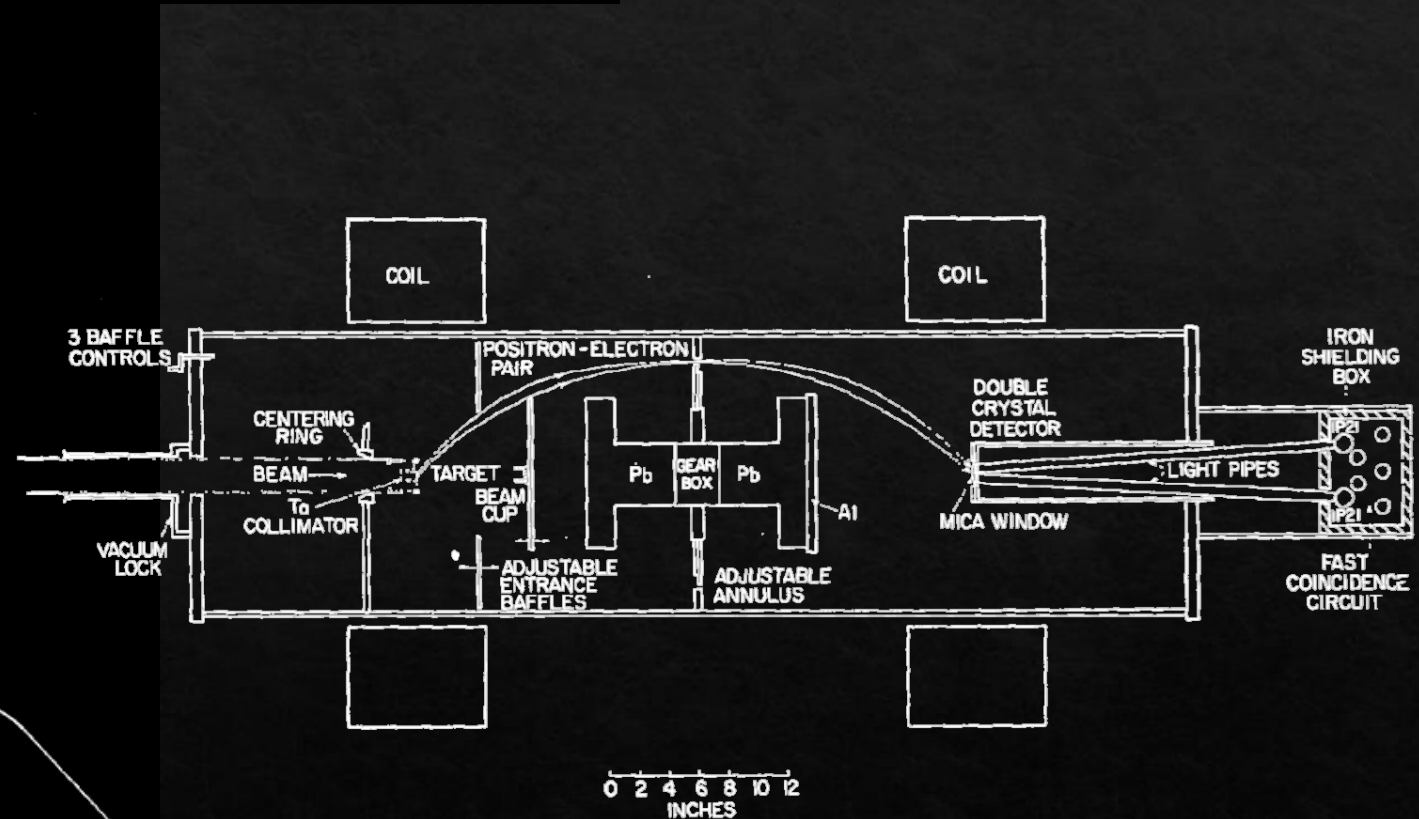 COIL
COIL
3 BAFFLE
CONTROLS
POSITRON-ELECTRON
PAIR
IRON
SHIELDING
BOX
DOUBLE
CRYSTAL
DETECTOR
CENTERING
RING
1P21
BEAM
TARGET
Pb
GEAR
BOX
Pb
LIGHT PIPES
BEAM
CUP
Ta
COLLIMATOR
A1
MICA WINDOW
1P21
VACUUM
LOCK
ADJUSTABLE
ENTRANCE
BAFFLES
ADJUSTABLE
ANNULUS
FAST
COINCIDENCE
CIRCUIT
0 2 4 6 8 10 12
INCHES